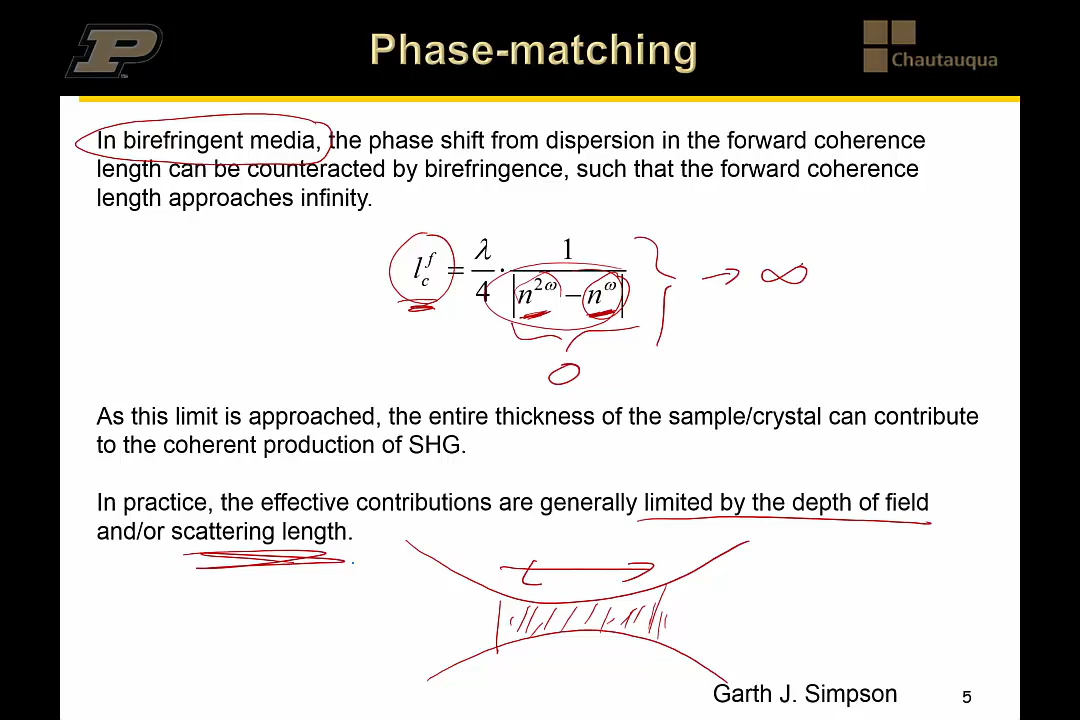 Phase-matching
Chautauqua
In birefringent media, the phase shift from dispersion in the forward coherence
length can be counteracted by birefringence, such that the forward coherence
length approaches infinity.
l_c^f = λ/4 · 1/|n^{2ω} − n^ω| → ∞
0
As this limit is approached, the entire thickness of the sample/crystal can contribute
to the coherent production of SHG.
In practice, the effective contributions are generally limited by the depth of field
and/or scattering length.
Garth J. Simpson
5